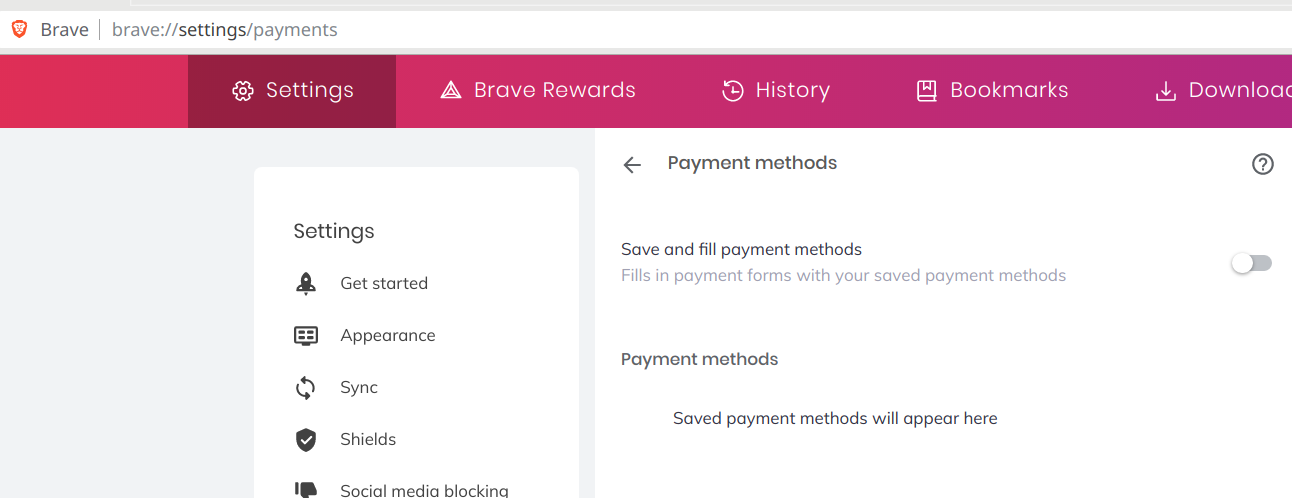 Brave | brave://settings/payments
Settings Brave Rewards History Bookmarks Downloa
Payment methods
Settings
Save and fill payment methods
Fills in payment forms with your saved payment methods
Get started
Appearance
Payment methods
Sync
Saved payment methods will appear here
Shields
Social media blocking